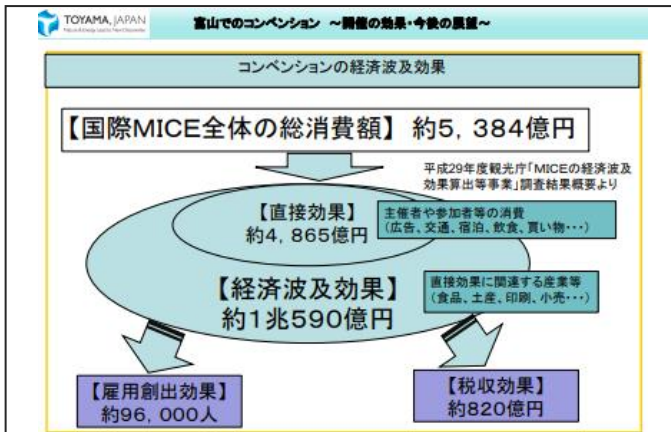 TOYAMA, JAPAN
富山でのコンベンション ～開催の効果・今後の展望～
コンベンションの経済波及効果
【国際MICE全体の総消費額】 約5,384億円
平成29年度観光庁「MICEの経済波及
効果算出等事業」調査結果概要より
【直接効果】
約4,865億円
主催者や参加者等の消費
（広告、交通、宿泊、飲食、買い物・・・）
【経済波及効果】
約1兆590億円
直接効果に関連する産業等
（食品、土産、印刷、小売・・・）
【雇用創出効果】
約96,000人
【税収効果】
約820億円